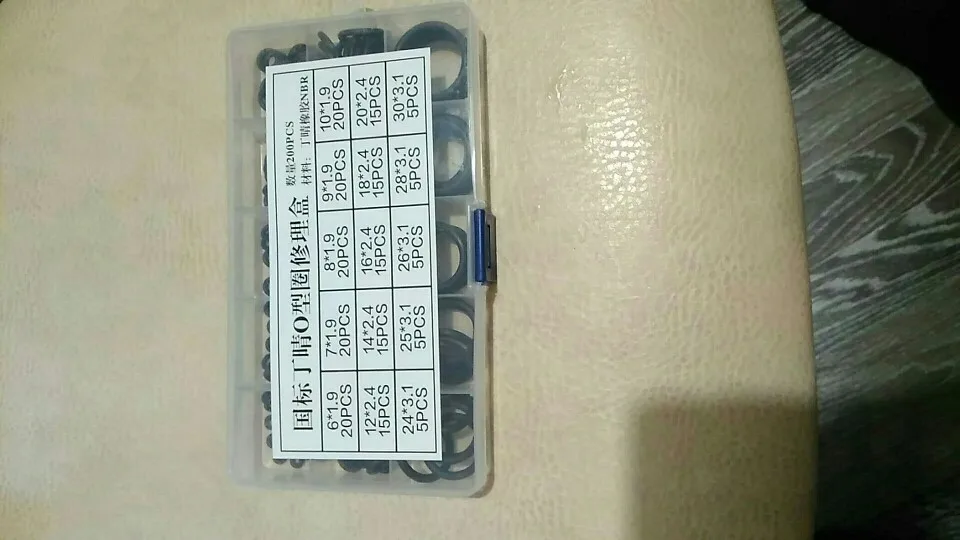 国标丁晴O型圈修理盒
数量200PCS
材料：丁晴橡胶NBR
6*1.9 7*1.9 8*1.9 9*1.9 10*1.9
20PCS 20PCS 20PCS 20PCS 20PCS
12*2.4 14*2.4 16*2.4 18*2.4 20*2.4
15PCS 15PCS 15PCS 15PCS 15PCS
24*3.1 25*3.1 26*3.1 28*3.1 30*3.1
5PCS 5PCS 5PCS 5PCS 5PCS